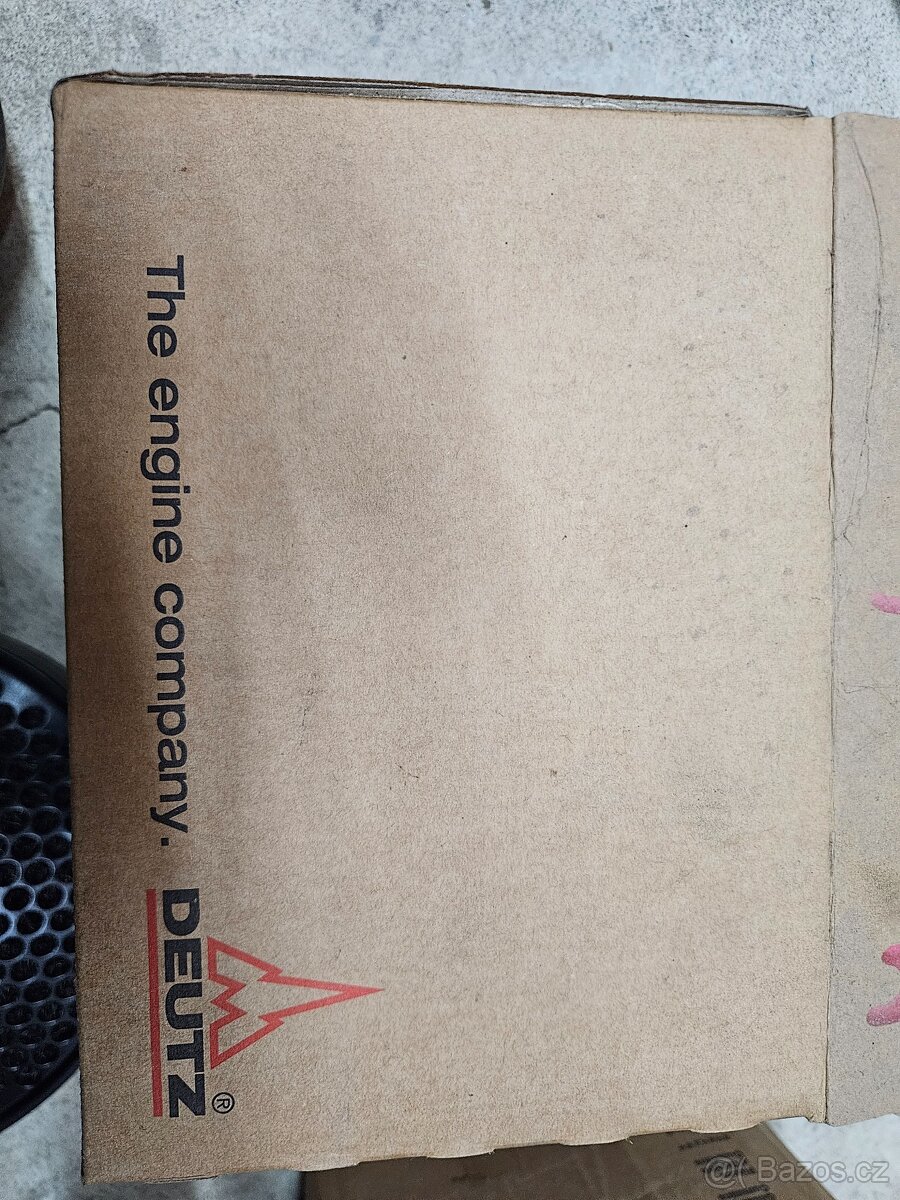 The engine company.
DEUTZ®
Bazos.cz